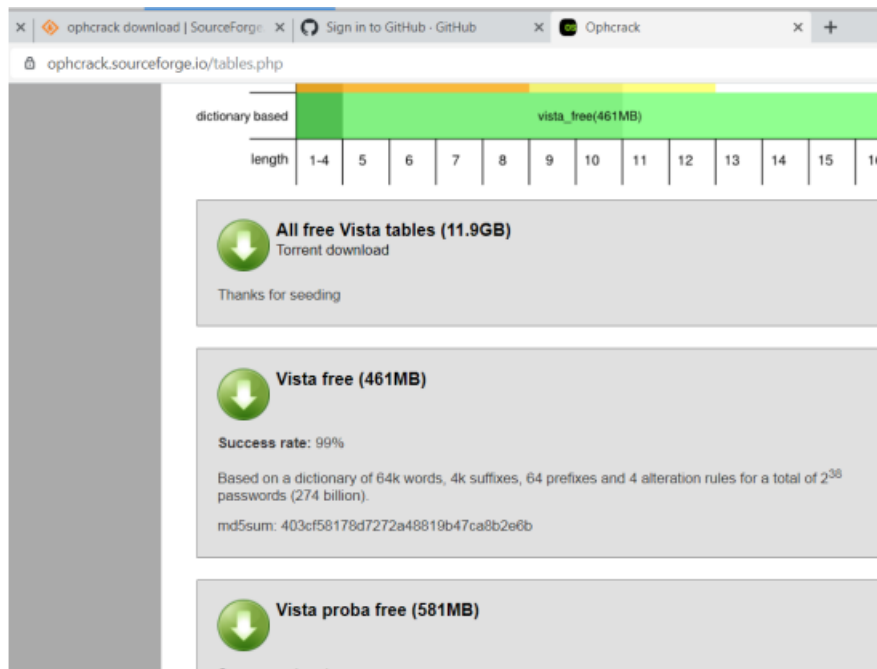 ophcrack download | SourceForge
Sign in to GitHub · GitHub
Ophcrack
ophcrack.sourceforge.io/tables.php
dictionary based
vista_free(461MB)
length 1-4 5 6 7 8 9 10 11 12 13 14 15
All free Vista tables (11.9GB)
Torrent download
Thanks for seeding
Vista free (461MB)
Success rate: 99%
Based on a dictionary of 64k words, 4k suffixes, 64 prefixes and 4 alteration rules for a total of 2³⁸
passwords (274 billion).
md5sum: 403cf58178d7272a48819b47ca8b2e6b
Vista proba free (581MB)